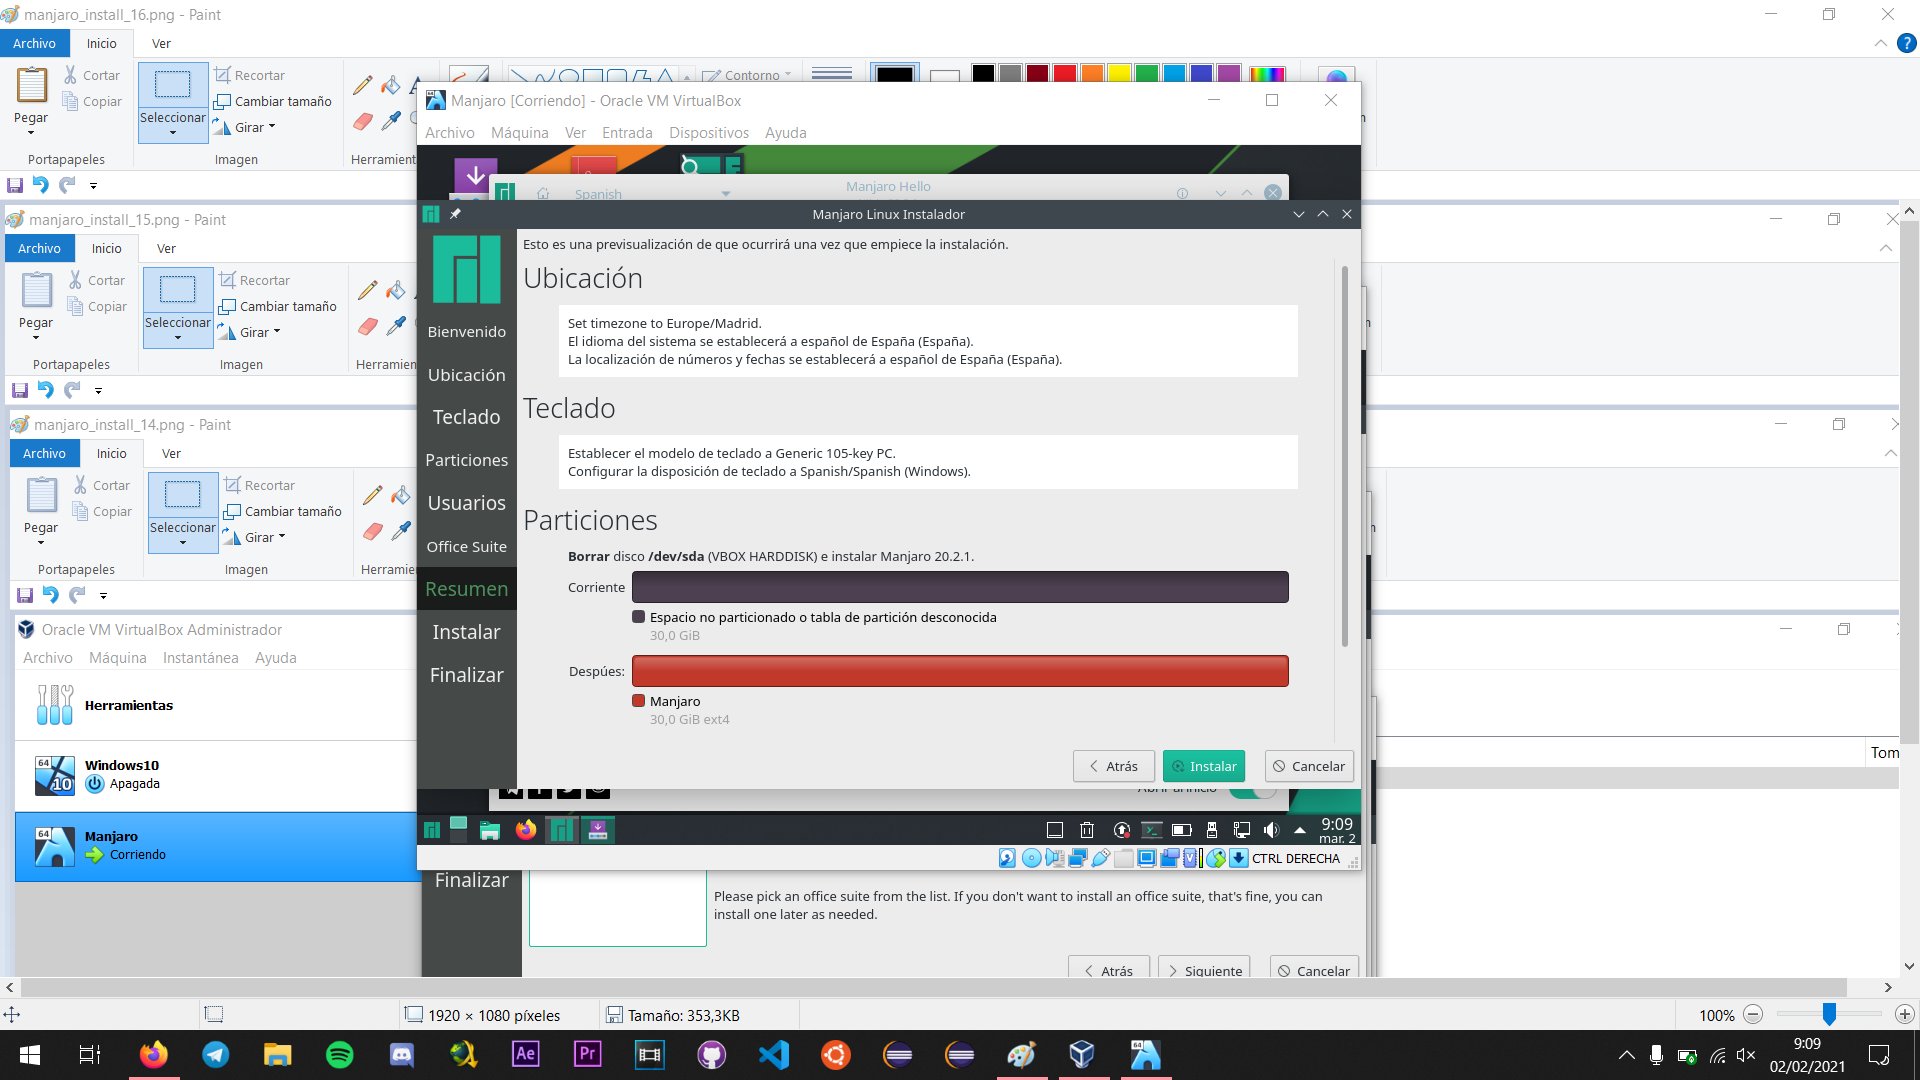 manjaro_install_16.png - Paint
Archivo
Inicio
Ver
Pegar
Cortar
Copiar
Portapapeles
Seleccionar
Recortar
Cambiar tamaño
Girar
Imagen
Contorno
manjaro_install_15.png - Paint
Archivo
Inicio
Ver
Pegar
Cortar
Copiar
Portapapeles
Seleccionar
Recortar
Cambiar tamaño
Girar
Imagen
manjaro_install_14.png - Paint
Archivo
Inicio
Ver
Pegar
Cortar
Copiar
Portapapeles
Seleccionar
Recortar
Cambiar tamaño
Girar
Imagen
Oracle VM VirtualBox Administrador
Archivo Máquina Instantánea Ayuda
Herramientas
64
10
Windows10
Apagada
64
Manjaro
Corriendo
Manjaro [Corriendo] - Oracle VM VirtualBox
Archivo Máquina Ver Entrada Dispositivos Ayuda
Spanish
Manjaro Hello
Manjaro Linux Instalador
Bienvenido
Ubicación
Teclado
Particiones
Usuarios
Office Suite
Resumen
Instalar
Finalizar
Esto es una previsualización de que ocurrirá una vez que empiece la instalación.
Ubicación
Set timezone to Europe/Madrid.
El idioma del sistema se establecerá a español de España (España).
La localización de números y fechas se establecerá a español de España (España).
Teclado
Establecer el modelo de teclado a Generic 105-key PC.
Configurar la disposición de teclado a Spanish/Spanish (Windows).
Particiones
Borrar disco /dev/sda (VBOX HARDDISK) e instalar Manjaro 20.2.1.
Corriente
Espacio no particionado o tabla de partición desconocida
30,0 GiB
Despúes:
Manjaro
30,0 GiB ext4
Atrás
Instalar
Cancelar
9:09
mar. 2
CTRL DERECHA
Finalizar
Please pick an office suite from the list. If you don't want to install an office suite, that's fine, you can
install one later as needed.
Atrás
Siguiente
Cancelar
Tom
1920 × 1080 píxeles
Tamaño: 353,3KB
100%
Ae
Pr
64
9:09
02/02/2021